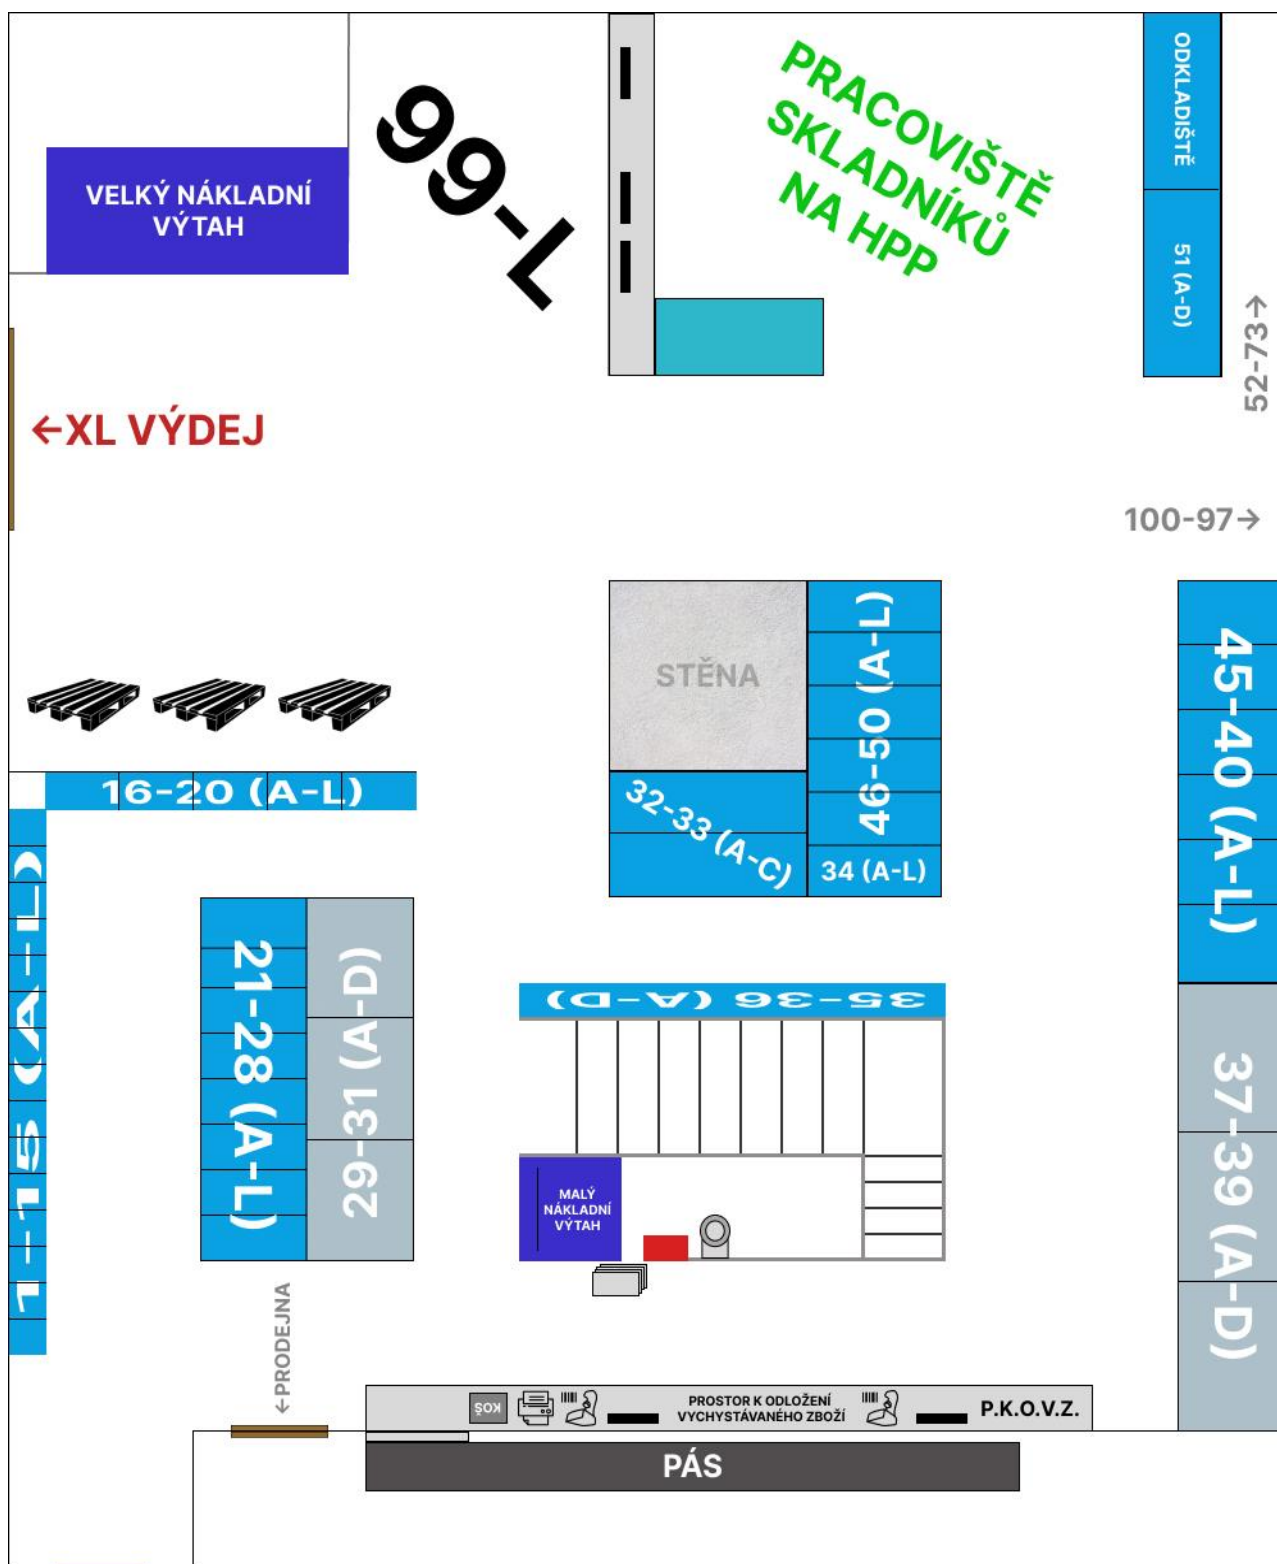 VELKÝ NÁKLADNÍ
VÝTAH
99-L
PRACOVIŠTĚ
SKLADNÍKŮ
NA HPP
ODKLADIŠTĚ
51 (A-D)
52-73→
←XL VÝDEJ
100-97→
STĚNA
46-50 (A-L)
45-40 (A-L)
16-20 (A-L)
32-33 (A-C)
34 (A-L)
1-15 (A-L)
21-28 (A-L)
29-31 (A-D)
35-36 (A-D)
37-39 (A-D)
MALÝ
NÁKLADNÍ
VÝTAH
←PRODEJNA
KOŠ
PROSTOR K ODLOŽENÍ
VYCHYSTÁVANÉHO ZBOŽÍ
P.K.O.V.Z.
PÁS